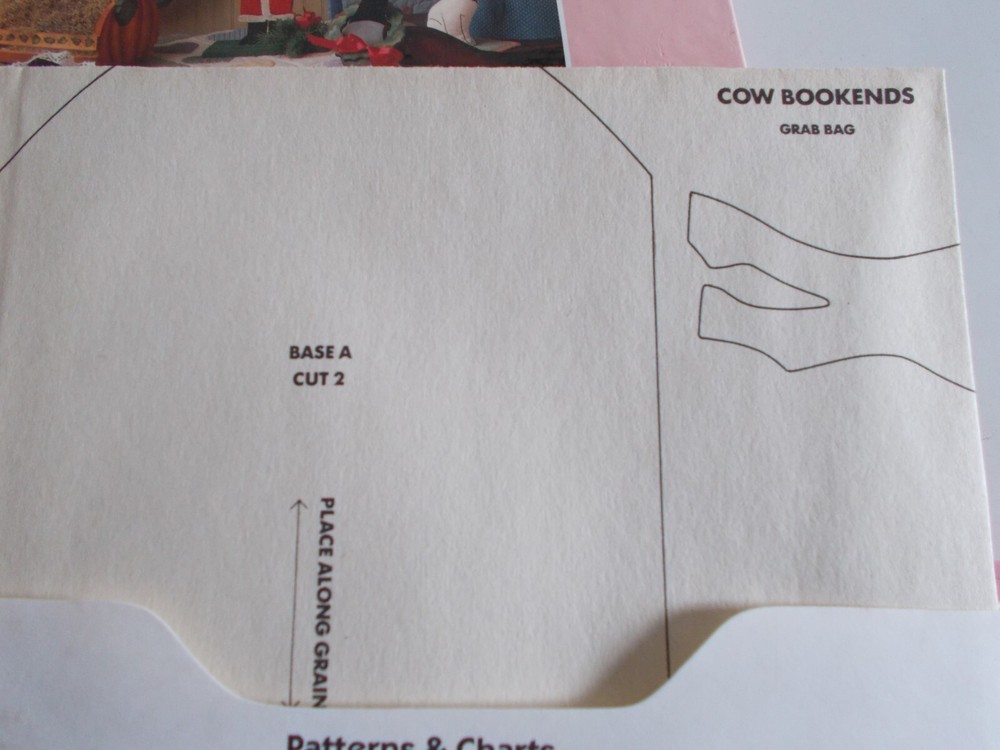 COW BOOKENDS
GRAB BAG
BASE A
CUT 2
PLACE ALONG GRAIN
Patterns & Charts